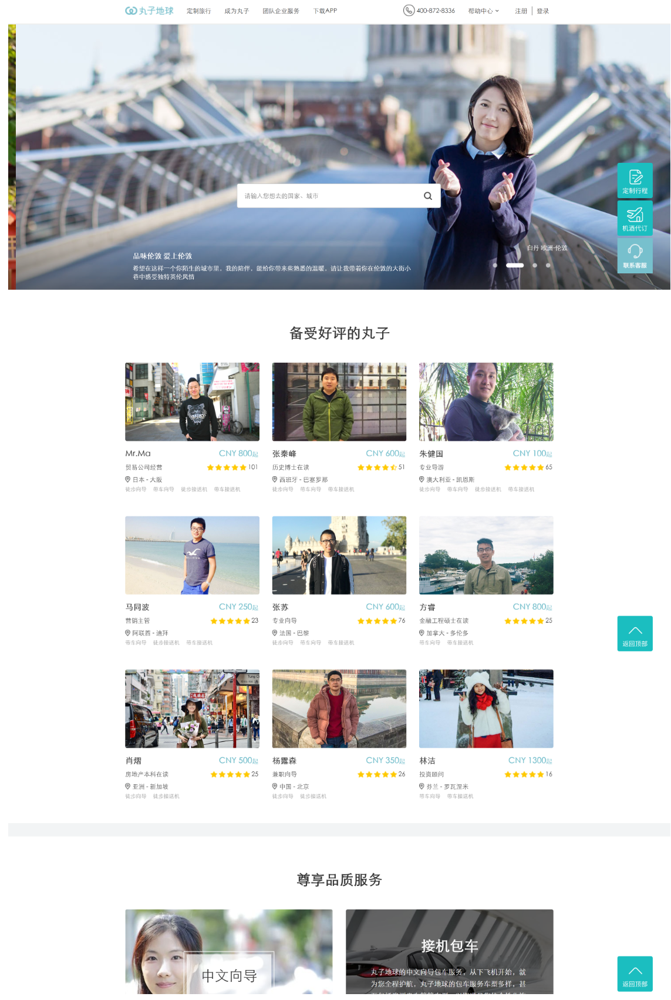 丸子地球
定制旅行
成为丸子
团队企业服务
下载APP
400-872-8336
帮助中心
注册
登录
请输入您想去的国家、城市
定制行程
机酒代订
联系客服
白丹 欧洲-伦敦
品味伦敦 爱上伦敦
希望在这样一个你陌生的城市里，我的陪伴，能给你带来些熟悉的温暖，请让我带着你在伦敦的大街小
巷中感受独特英伦风情
备受好评的丸子
Mr.Ma CNY 800起
贸易公司经营 101
日本 - 大阪
徒步向导 带车向导 徒步接送机 带车接送机
张秦峰 CNY 600起
历史博士在读 51
西班牙 - 巴塞罗那
徒步向导 带车向导 带车接送机
朱健国 CNY 100起
专业导游 65
澳大利亚 - 凯恩斯
徒步向导 带车向导 徒步接送机 带车接送机
马同波 CNY 250起
营销主管 23
阿联酋 - 迪拜
带车向导 徒步接送机 带车接送机
张苏 CNY 600起
专业向导 76
法国 - 巴黎
徒步向导 带车向导 带车接送机
方睿 CNY 800起
金融工程硕士在读 25
加拿大 - 多伦多
带车向导 带车接送机
返回顶部
Tung C
肖熠 CNY 500起
房地产本科在读 25
亚洲 - 新加坡
徒步向导 徒步接送机
杨露森 CNY 350起
兼职向导 26
中国 - 北京
徒步向导 徒步接送机
林洁 CNY 1300起
投资顾问 16
芬兰 - 罗瓦涅米
带车向导 带车接送机
尊享品质服务
中文向导
接机包车
丸子地球的中文向导包车服务，从下飞机开始，就
为您全程护航，丸子地球的包车服务车型多样，甚
返回顶部